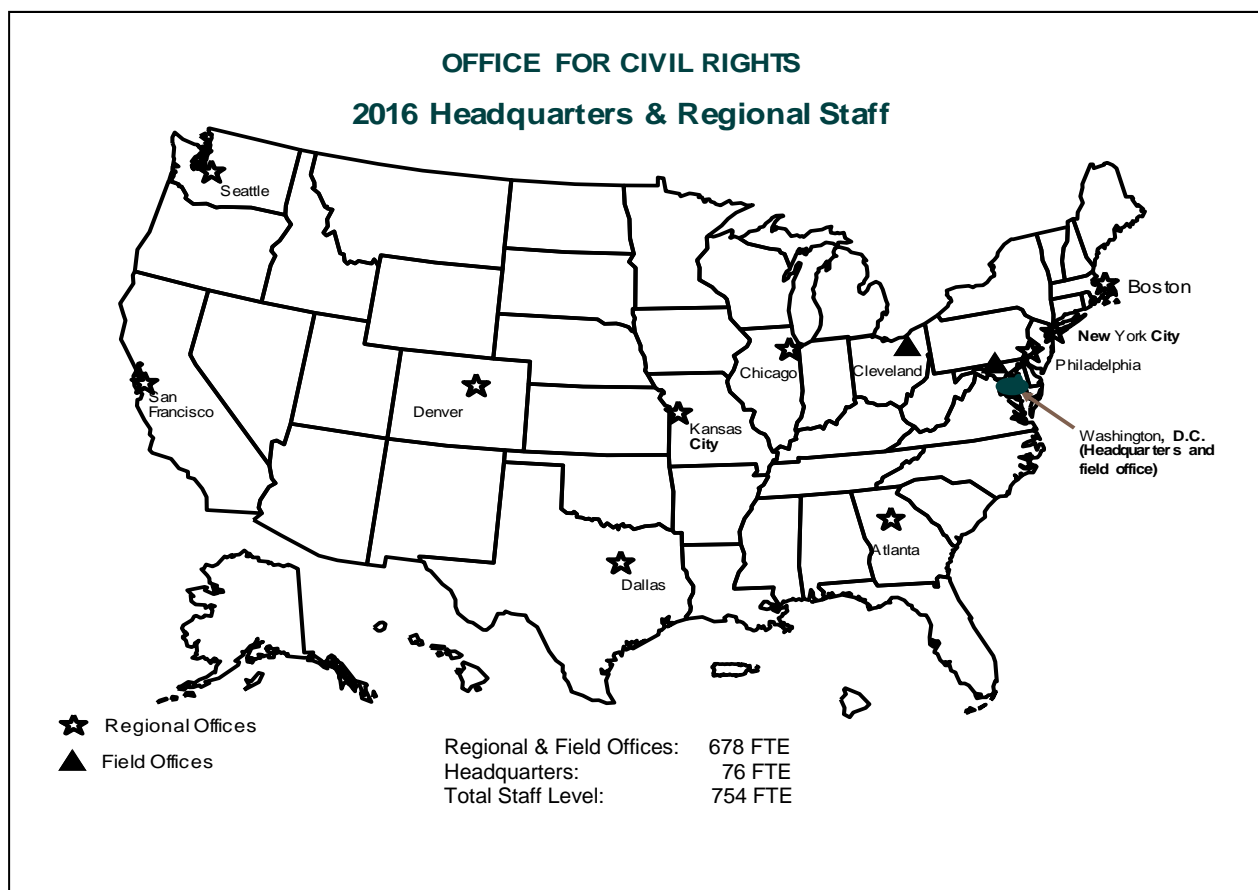 OFFICE FOR CIVIL RIGHTS
2016 Headquarters & Regional Staff
Seattle
Boston
New York City
Philadelphia
Chicago
Cleveland
San
Francisco
Denver
Kansas
City
Washington, D.C.
(Headquarters and
field office)
Atlanta
Dallas
Regional Offices
Field Offices
Regional & Field Offices: 678 FTE
Headquarters: 76 FTE
Total Staff Level: 754 FTE